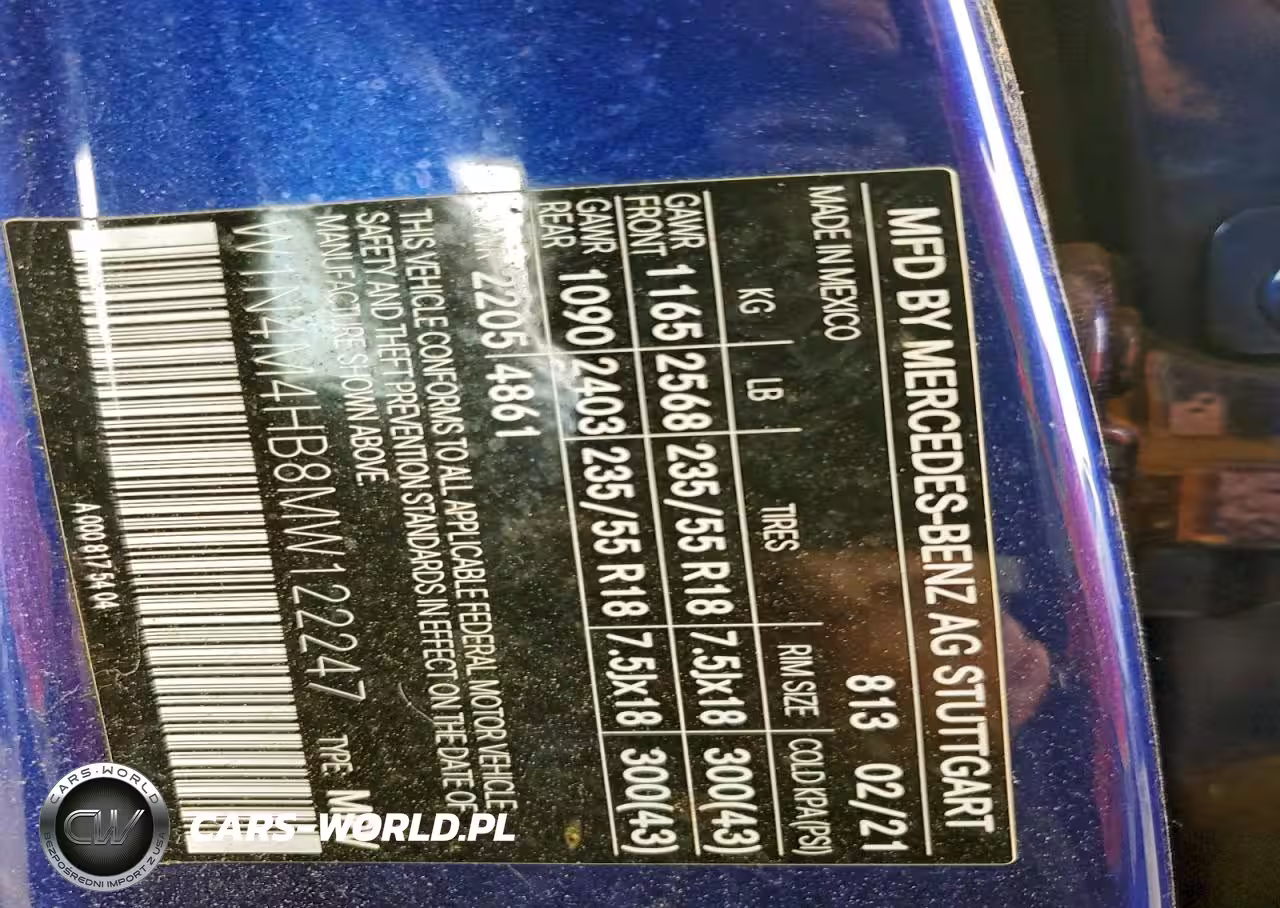 MFD BY MERCEDES-BENZ AG STUTTGART
MADE IN MEXICO 813 02/21
KG LB TIRES RIM SIZE COLD KPA(PSI)
GAWR
FRONT 1165 2568 235/55 R18 7.5Jx18 300(43)
GAWR
REAR 1090 2403 235/55 R18 7.5Jx18 300(43)
2205 4861
THIS VEHICLE CONFORMS TO ALL APPLICABLE FEDERAL MOTOR VEHICLE
SAFETY AND THEFT PREVENTION STANDARDS IN EFFECT ON THE DATE OF
MANUFACTURE SHOWN ABOVE
W1N4M4HB8MW122247 TYPE:
A 000 817 54 04
CARS-WORLD
CW
BEZPOŚREDNI IMPORT Z USA
CARS-WORLD.PL